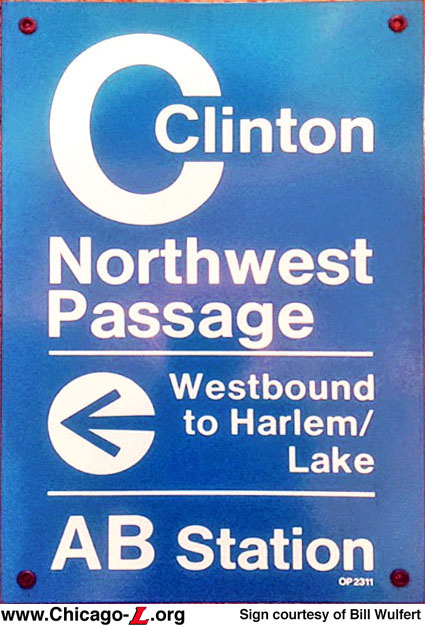 C Clinton
Northwest
Passage
Westbound
to Harlem/
Lake
AB Station
OP2311
www.Chicago-L.org Sign courtesy of Bill Wulfert